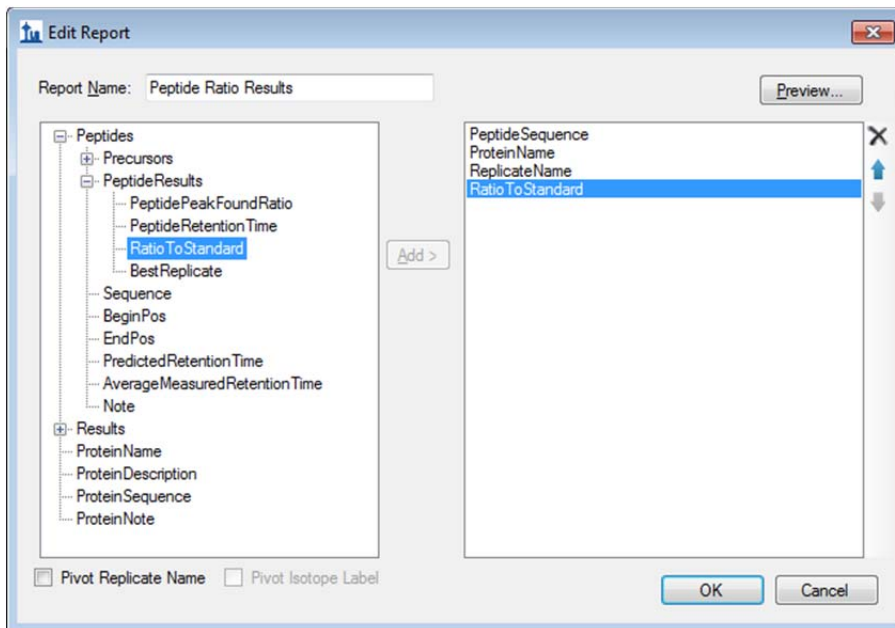 Edit Report
Report Name: Peptide Ratio Results
Preview...
Peptides
Precursors
PeptideResults
PeptidePeakFoundRatio
PeptideRetentionTime
RatioToStandard
BestReplicate
Sequence
BeginPos
EndPos
PredictedRetentionTime
AverageMeasuredRetentionTime
Note
Results
ProteinName
ProteinDescription
ProteinSequence
ProteinNote
Add >
PeptideSequence
ProteinName
ReplicateName
RatioToStandard
Pivot Replicate Name Pivot Isotope Label
OK Cancel